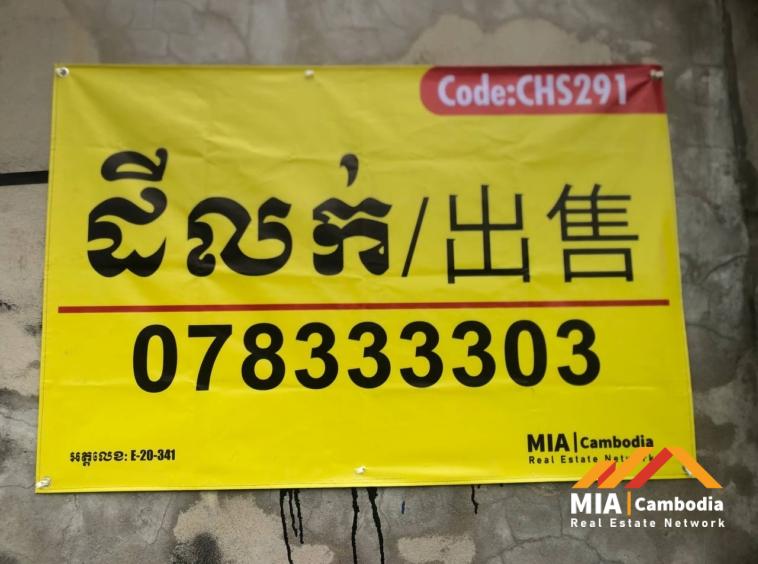 Code:CHS291
ដីលក់/出售
078333303
អត្តលេខ: E-20-341
MIA|Cambodia
Real Estate Network
MIA|Cambodia
Real Estate Network